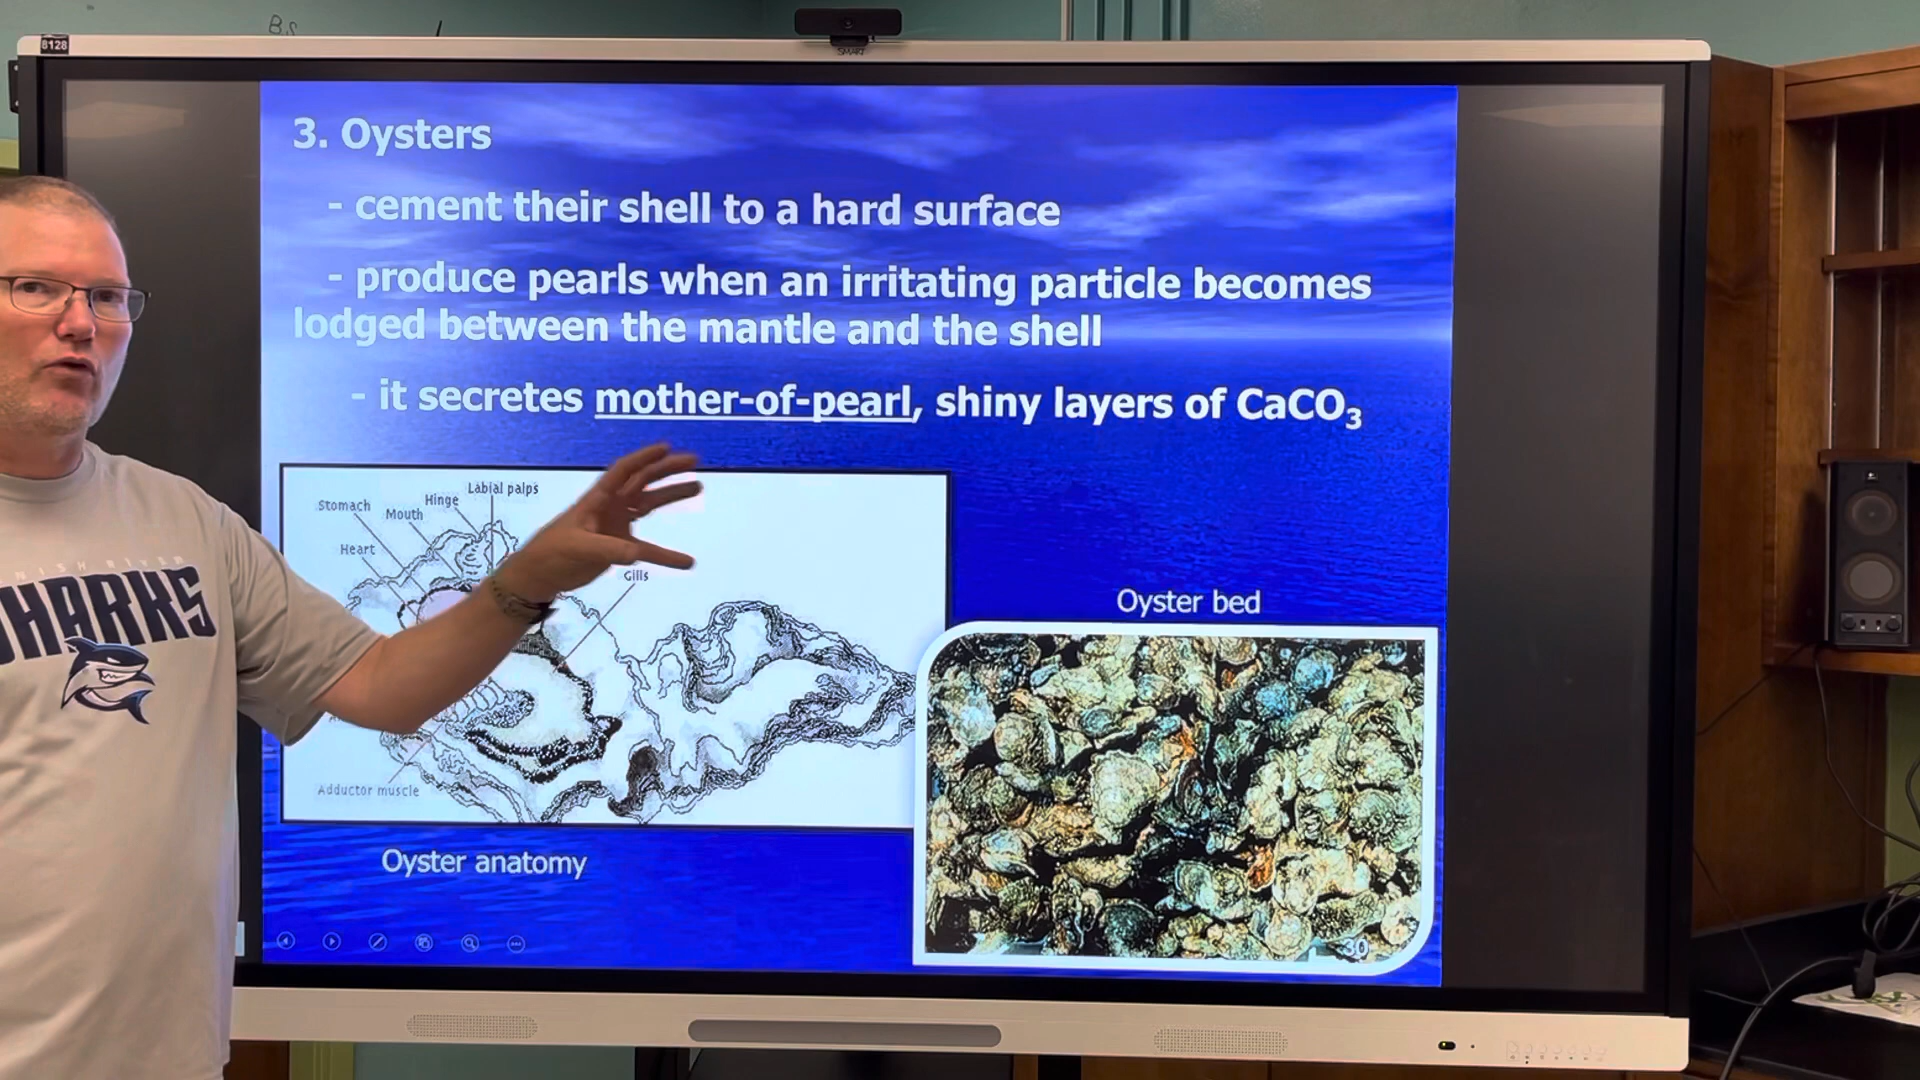 B.S
B128
SMART
3. Oysters
- cement their shell to a hard surface
- produce pearls when an irritating particle becomes
lodged between the mantle and the shell
- it secretes mother-of-pearl, shiny layers of CaCO₃
Labial palps
Hinge
Stomach
Mouth
Heart
Gills
Adductor muscle
Oyster anatomy
Oyster bed
30
SHARKS